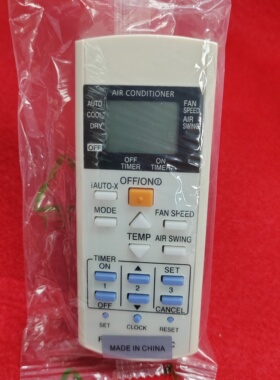 AIR CONDITIONER
AUTO
COOL
DRY
OFF
FAN
SPEED
AIR
SWING
OFF ON
TIMER TIMER
OFF/ON
iAUTO-X
MODE
FAN SPEED
TEMP
AIR SWING
TIMER
ON
SET
1
2
3
OFF
CANCEL
SET
CLOCK
RESET
MADE IN CHINA